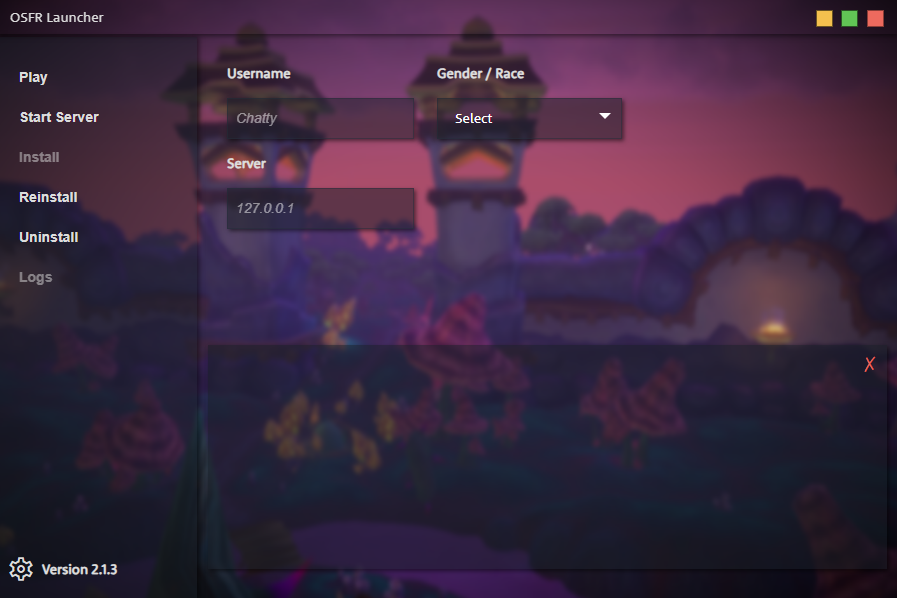 OSFR Launcher
Play
Start Server
Install
Reinstall
Uninstall
Logs
Username
Gender / Race
Chatty
Select
Server
127.0.0.1
X
Version 2.1.3